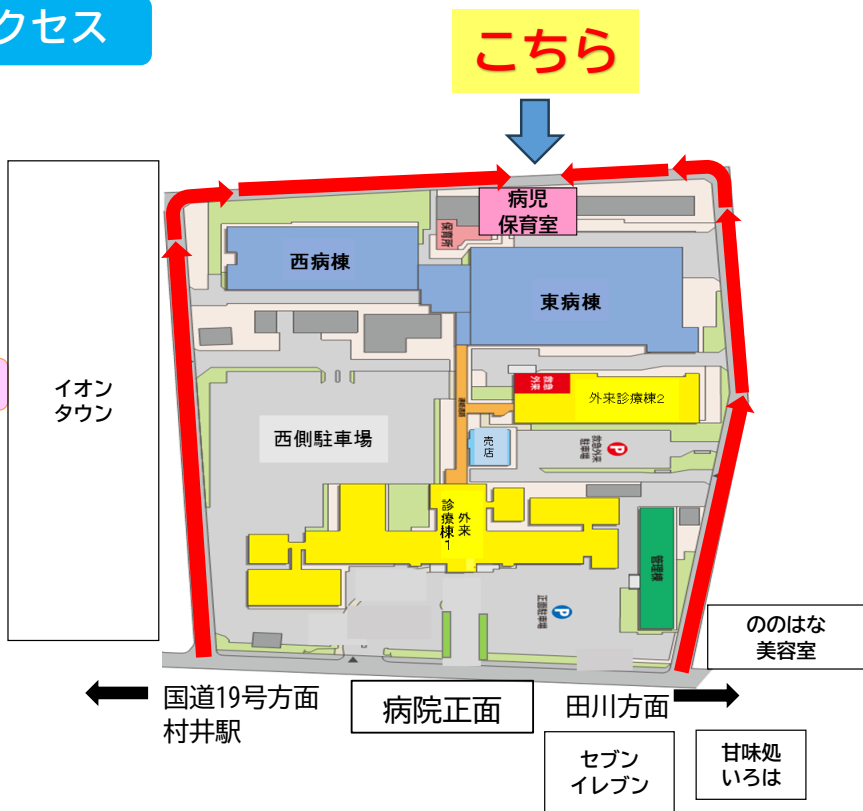 クセス
こちら
病児
保育室
保育所
西病棟
東病棟
イオン
タウン
救急
外来
外来診療棟2
西側駐車場
売店
救急外来
駐車場
P
外来
診療棟1
管理棟
正面駐車場
P
ののはな
美容室
国道19号方面
村井駅
病院正面
田川方面
セブン
イレブン
甘味処
いろは